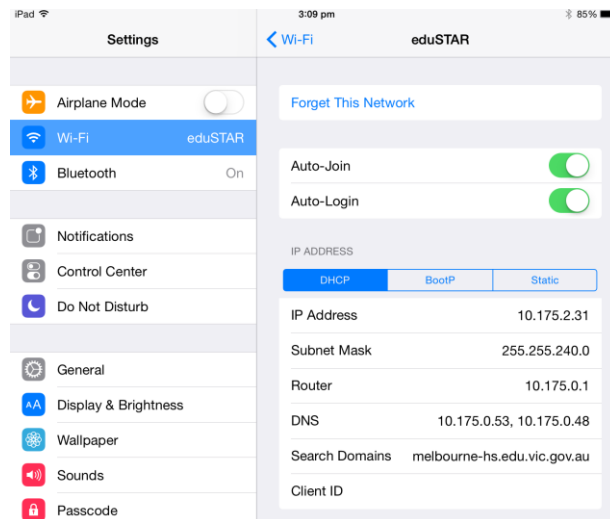 iPad 3:09 pm 85%
Settings
Airplane Mode
Wi-Fi eduSTAR
Bluetooth On
Notifications
Control Center
Do Not Disturb
General
AA Display & Brightness
Wallpaper
Sounds
Passcode
Wi-Fi eduSTAR
Forget This Network
Auto-Join
Auto-Login
IP ADDRESS
DHCP BootP Static
IP Address 10.175.2.31
Subnet Mask 255.255.240.0
Router 10.175.0.1
DNS 10.175.0.53, 10.175.0.48
Search Domains melbourne-hs.edu.vic.gov.au
Client ID